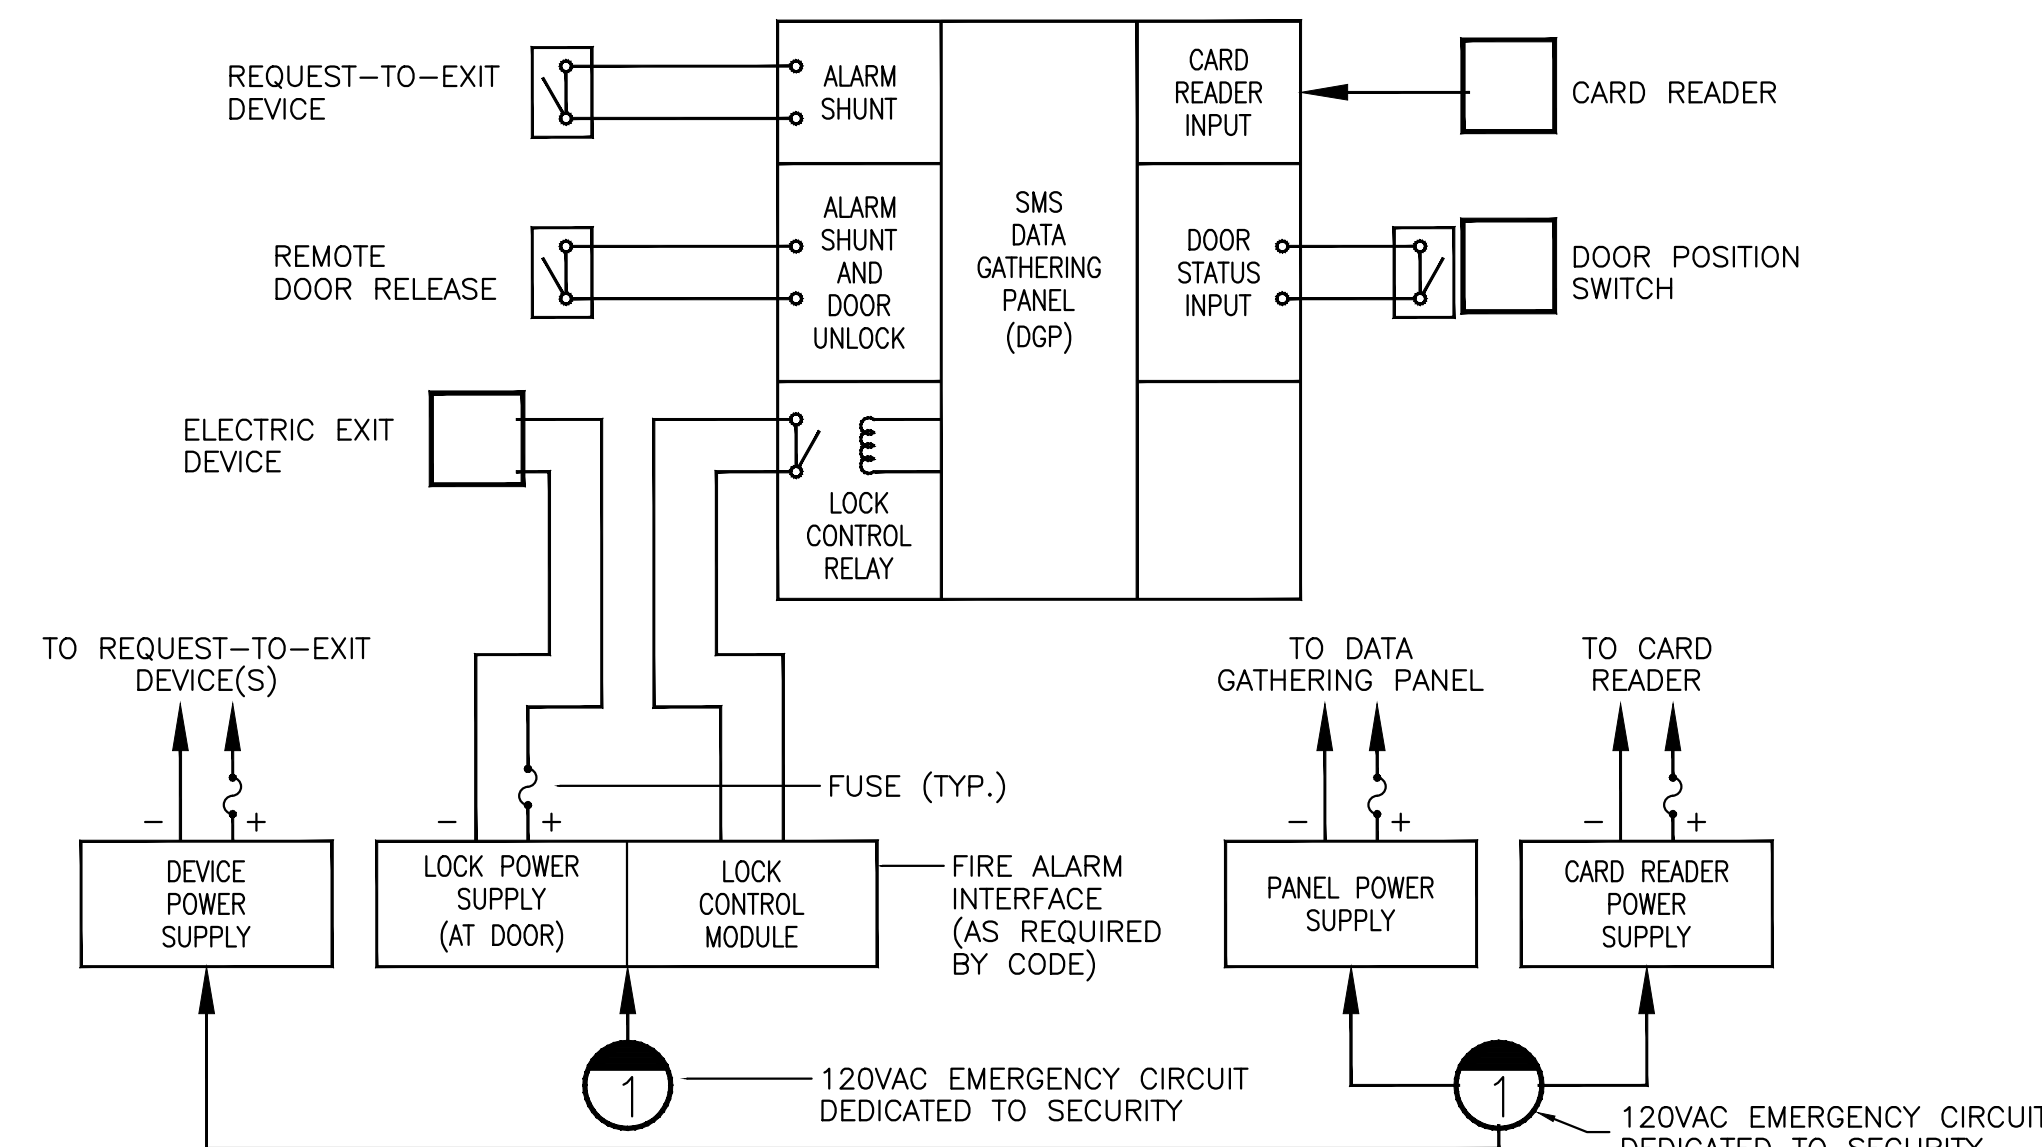 REQUEST-TO-EXIT
DEVICE
ALARM
SHUNT
CARD
READER
INPUT
CARD READER
REMOTE
DOOR RELEASE
ALARM
SHUNT
AND
DOOR
UNLOCK
SMS
DATA
GATHERING
PANEL
(DGP)
DOOR
STATUS
INPUT
DOOR POSITION
SWITCH
ELECTRIC EXIT
DEVICE
LOCK
CONTROL
RELAY
TO REQUEST-TO-EXIT
DEVICE(S)
TO DATA
GATHERING PANEL
TO CARD
READER
FUSE (TYP.)
- +
- +
- +
- +
DEVICE
POWER
SUPPLY
LOCK POWER
SUPPLY
(AT DOOR)
LOCK
CONTROL
MODULE
FIRE ALARM
INTERFACE
(AS REQUIRED
BY CODE)
PANEL POWER
SUPPLY
CARD READER
POWER
SUPPLY
1
120VAC EMERGENCY CIRCUIT
DEDICATED TO SECURITY
1
120VAC EMERGENCY CIRCUIT
DEDICATED TO SECURITY